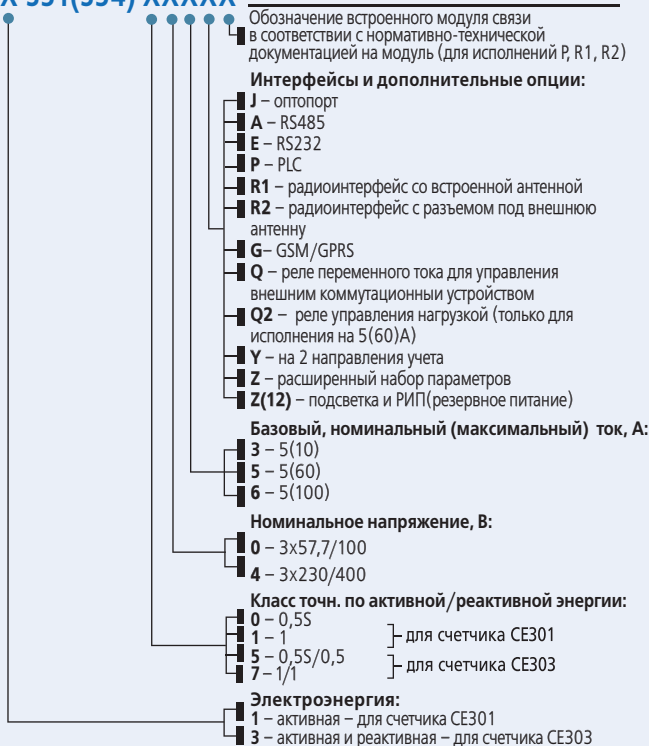 Обозначение встроенного модуля связи
в соответствии с нормативно-технической
документацией на модуль (для исполнений P, R1, R2)
Интерфейсы и дополнительные опции:
J – оптопорт
A – RS485
E – RS232
P – PLC
R1 – радиоинтерфейс со встроенной антенной
R2 – радиоинтерфейс с разъемом под внешнюю
антенну
G– GSM/GPRS
Q – реле переменного тока для управления
внешним коммутационныи устройством
Q2 – реле управления нагрузкой (только для
исполнения на 5(60)А)
Y – на 2 направления учета
Z – расширенный набор параметров
Z(12) – подсветка и РИП(резервное питание)
Базовый, номинальный (максимальный) ток, А:
3 – 5(10)
5 – 5(60)
6 – 5(100)
Номинальное напряжение, В:
0 – 3x57,7/100
4 – 3x230/400
Класс точн. по активной/реактивной энергии:
0 – 0,5S
1 – 1
для счетчика СЕ301
5 – 0,5S/0,5
7 – 1/1
для счетчика СЕ303
Электроэнергия:
1 – активная – для счетчика СЕ301
3 – активная и реактивная – для счетчика СЕ303